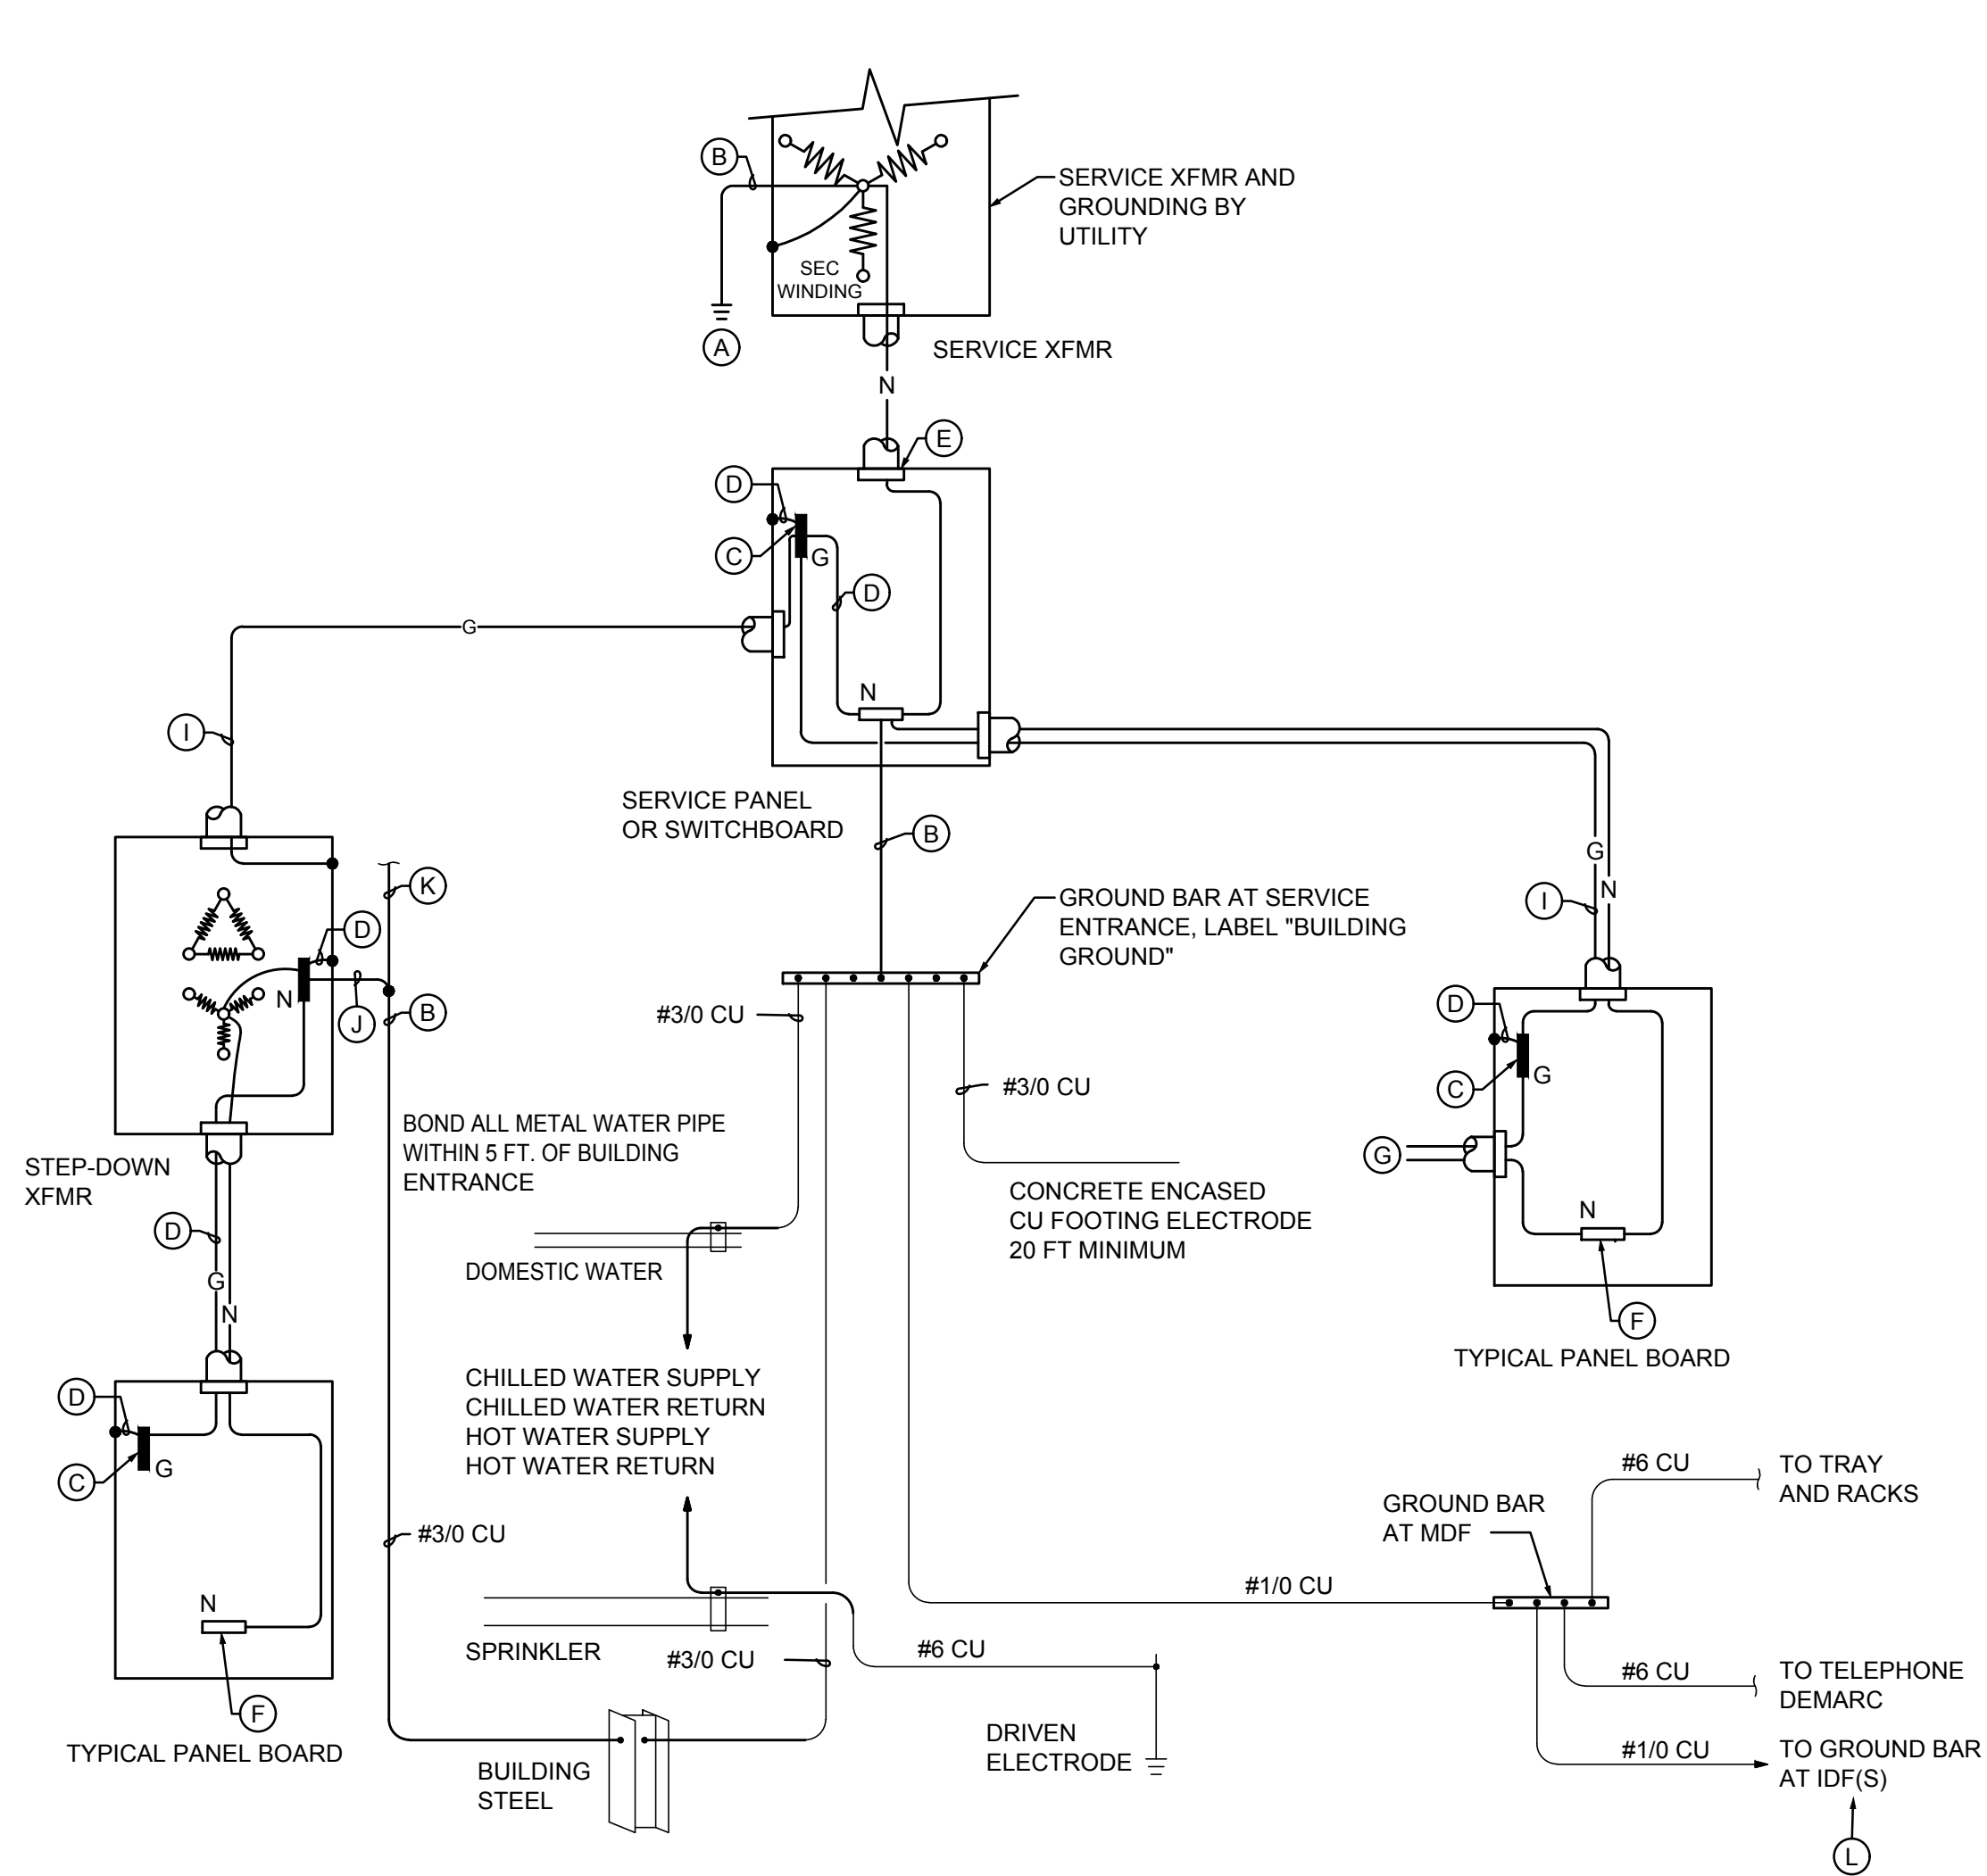 B
SERVICE XFMR AND
GROUNDING BY
UTILITY
SEC
WINDING
A
SERVICE XFMR
N
E
D
C
G
D
G
N
I
SERVICE PANEL
OR SWITCHBOARD
B
G
N
I
K
D
N
J
B
GROUND BAR AT SERVICE
ENTRANCE, LABEL "BUILDING
GROUND"
#3/0 CU
#3/0 CU
D
C
G
G
N
F
TYPICAL PANEL BOARD
BOND ALL METAL WATER PIPE
WITHIN 5 FT. OF BUILDING
ENTRANCE
STEP-DOWN
XFMR
D
G
N
CONCRETE ENCASED
CU FOOTING ELECTRODE
20 FT MINIMUM
DOMESTIC WATER
CHILLED WATER SUPPLY
CHILLED WATER RETURN
HOT WATER SUPPLY
HOT WATER RETURN
D
C
G
N
F
TYPICAL PANEL BOARD
#3/0 CU
SPRINKLER
#3/0 CU
#6 CU
BUILDING
STEEL
DRIVEN
ELECTRODE
#1/0 CU
GROUND BAR
AT MDF
#6 CU
TO TRAY
AND RACKS
#6 CU
TO TELEPHONE
DEMARC
#1/0 CU
TO GROUND BAR
AT IDF(S)
L